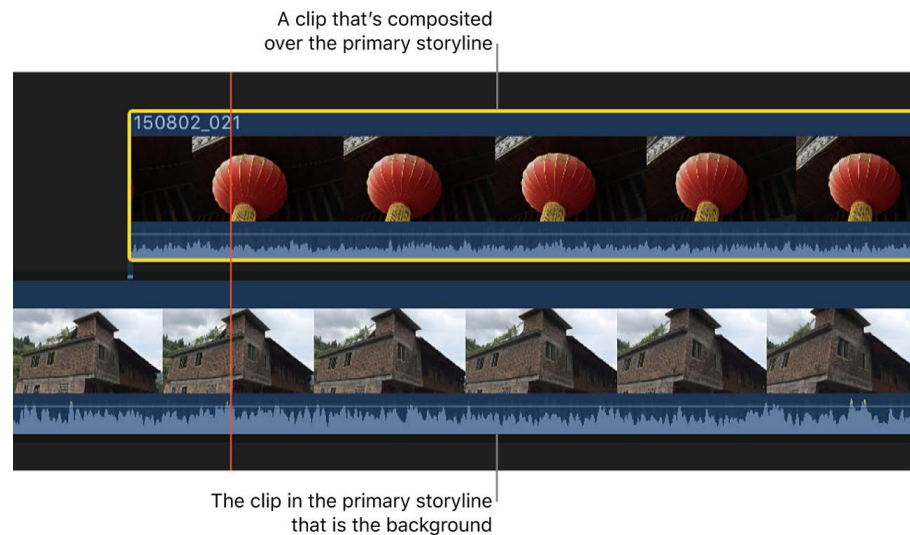 A clip that’s composited
over the primary storyline
150802_021
The clip in the primary storyline
that is the background